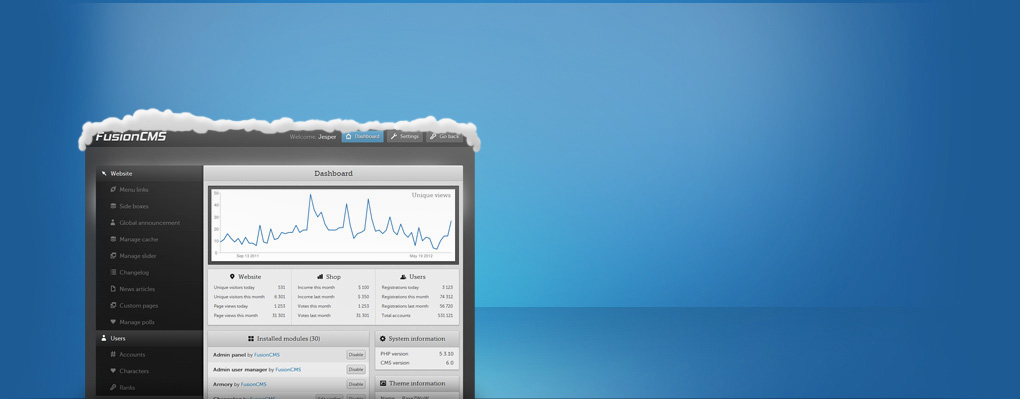 FusionCMS
Welcome, Jesper
Dashboard
Settings
Go back
Website
Menu links
Side boxes
Global announcement
Manage cache
Manage slider
Changelog
News articles
Custom pages
Manage polls
Users
Accounts
Characters
Ranks
Dashboard
Unique views
50
40
30
20
10
0
Sep 13 2011
May 19 2012
Website
Unique visitors today 531
Unique visitors this month 6 301
Page views today 1 253
Page views this month 31 301
Shop
Income this month $ 100
Income last month $ 350
Votes this month 1 253
Votes last month 31 301
Users
Registrations today 3 123
Registrations this month 74 312
Registrations last month 56 720
Total accounts 531 121
Installed modules (30)
Admin panel by FusionCMS Disable
Admin user manager by FusionCMS Disable
Armory by FusionCMS Disable
System information
PHP version 5.3.10
CMS version 6.0
Theme information
Name